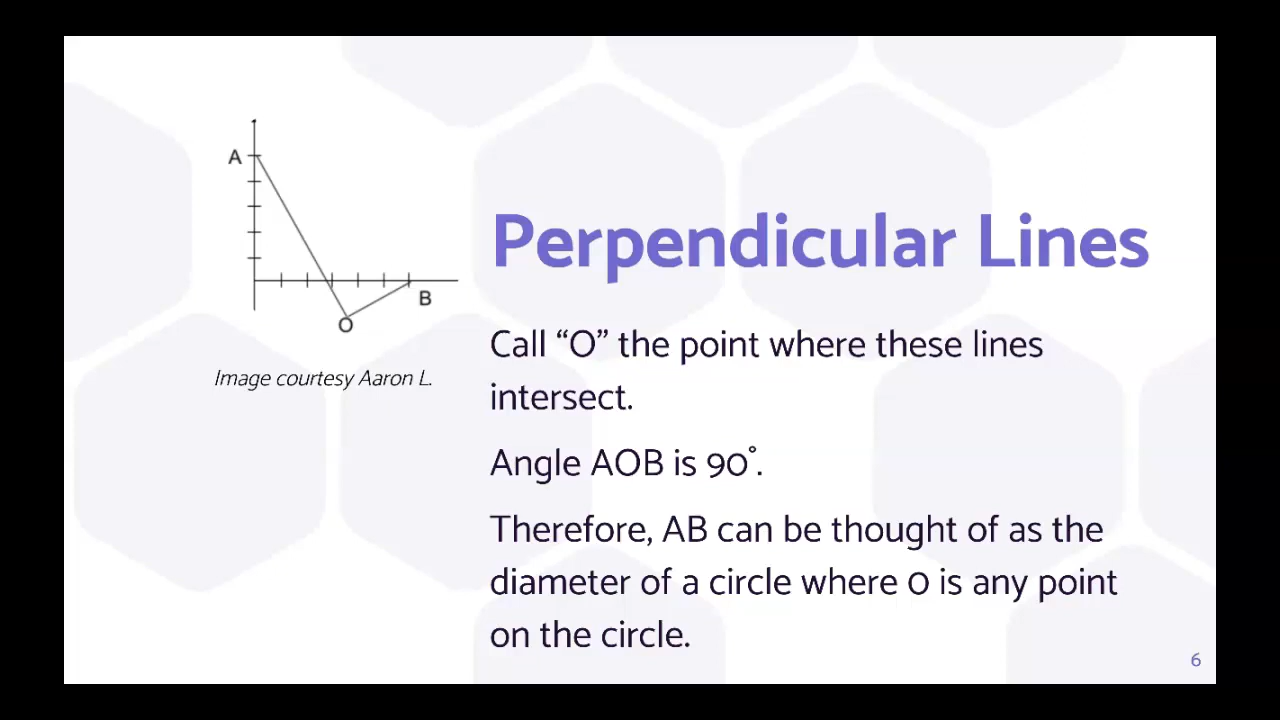 A
B
O
Image courtesy Aaron L.
Perpendicular Lines
Call “O” the point where these lines
intersect.
Angle AOB is 90°.
Therefore, AB can be thought of as the
diameter of a circle where O is any point
on the circle.
6